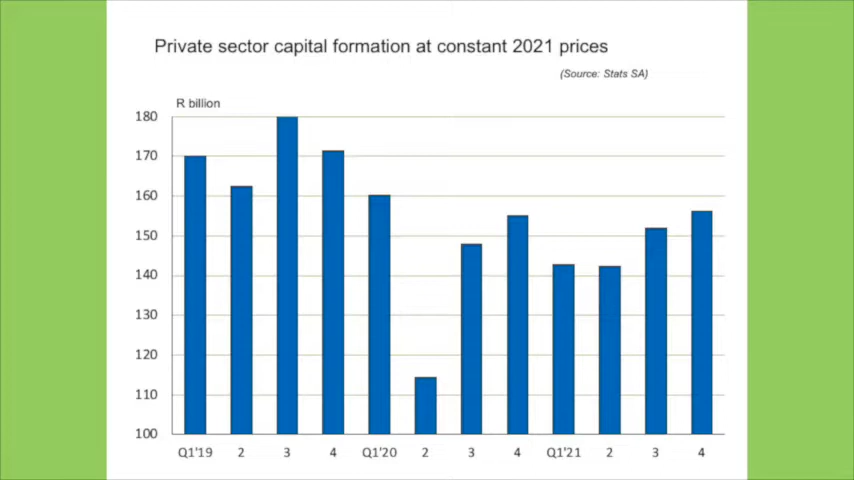 Private sector capital formation at constant 2021 prices
(Source: Stats SA)
R billion
180
170
160
150
140
130
120
110
100
Q1'19 2 3 4 Q1'20 2 3 4 Q1'21 2 3 4